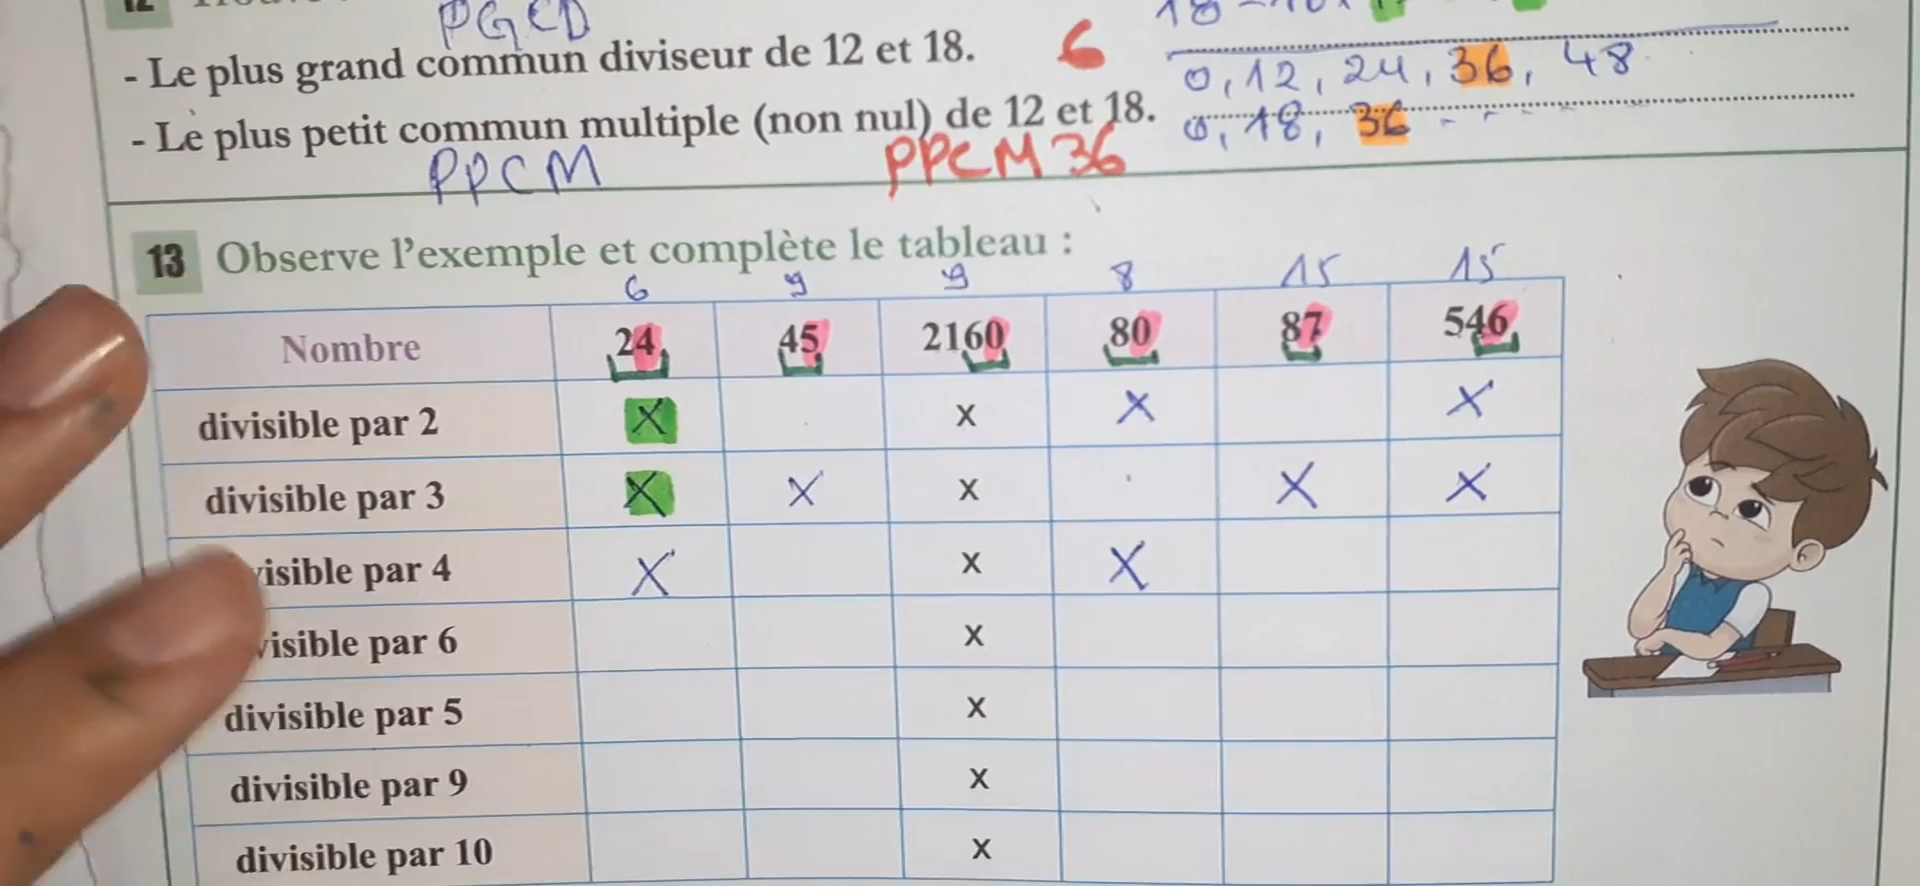 PGCD
- Le plus grand commun diviseur de 12 et 18. 6
0, 12, 24, 36, 48
- Le plus petit commun multiple (non nul) de 12 et 18.
0, 18, 36
PPCM PPCM 36
13 Observe l'exemple et complète le tableau :
6 9 9 8 15 15
Nombre 24 45 2160 80 87 546
divisible par 2 X X X X
divisible par 3 X X X X X
visible par 4 X X X
visible par 6 X
divisible par 5 X
divisible par 9 X
divisible par 10 X